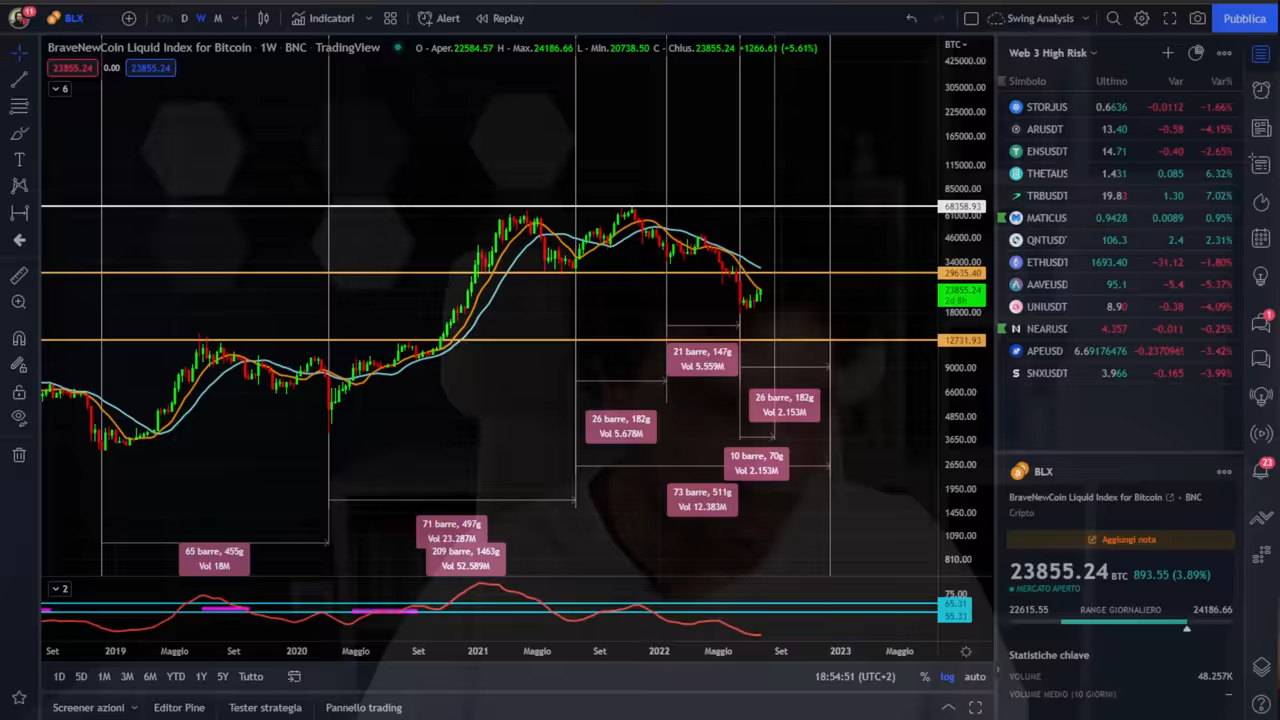 11
BLX
12h D W M
Indicatori
Alert
Replay
Swing Analysis
Pubblica
BraveNewCoin Liquid Index for Bitcoin · 1W · BNC · TradingView
O - Aper.22584.57 H - Max.24186.66 L - Min.20738.50 C - Chius.23855.24 +1266.61 (+5.61%)
23855.24 0.00 23855.24
6
BTC
425000.00
305000.00
225000.00
165000.00
115000.00
85000.00
68358.93
61000.00
46000.00
34000.00
29635.40
23855.24
2d 8h
18000.00
12731.93
9000.00
6600.00
4850.00
3650.00
2650.00
1950.00
1450.00
1090.00
810.00
21 barre, 147g
Vol 5.559M
26 barre, 182g
Vol 2.153M
26 barre, 182g
Vol 5.678M
10 barre, 70g
Vol 2.153M
73 barre, 511g
Vol 12.383M
71 barre, 497g
Vol 23.287M
209 barre, 1463g
Vol 52.589M
65 barre, 455g
Vol 18M
2
75.00
65.31
55.33
Set 2019 Maggio Set 2020 Maggio Set 2021 Maggio Set 2022 Maggio Set 2023 Maggio
1D 5D 1M 3M 6M YTD 1Y 5Y Tutto
18:54:51 (UTC+2)
% log auto
Screener azioni
Editor Pine
Tester strategia
Pannello trading
Web 3 High Risk
Simbolo Ultimo Var Var%
STORJUS 0.6636 -0.0112 -1.66%
ARUSDT 13.40 -0.58 -4.15%
ENSUSDT 14.71 -0.40 -2.65%
THETAUS 1.431 0.085 6.32%
TRBUSDT 19.83 1.30 7.02%
MATICUS 0.9428 0.0089 0.95%
QNTUSDT 106.3 2.4 2.31%
ETHUSDT 1693.40 -31.12 -1.80%
AAVEUSD 95.1 -5.4 -5.37%
UNIUSDT 8.90 -0.38 -4.09%
NEARUSD 4.357 -0.011 -0.25%
APEUSD 6.69176476 -0.237096 -3.42%
SNXUSDT 3.966 -0.165 -3.99%
BLX
BraveNewCoin Liquid Index for Bitcoin • BNC
Cripto
Aggiungi nota
23855.24 BTC 893.55 (3.89%)
MERCATO APERTO
22615.55 RANGE GIORNALIERO 24186.66
Statistiche chiave
VOLUME 48.257K
VOLUME MEDIO (10 GIORNI) —
1
23